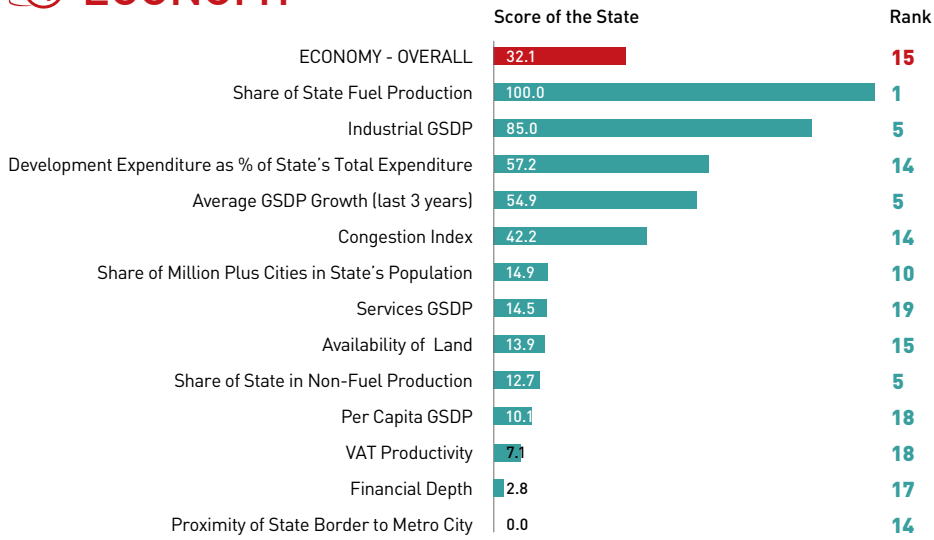 ECONOMY
Score of the State Rank
ECONOMY - OVERALL 32.1 15
Share of State Fuel Production 100.0 1
Industrial GSDP 85.0 5
Development Expenditure as % of State's Total Expenditure 57.2 14
Average GSDP Growth (last 3 years) 54.9 5
Congestion Index 42.2 14
Share of Million Plus Cities in State's Population 14.9 10
Services GSDP 14.5 19
Availability of Land 13.9 15
Share of State in Non-Fuel Production 12.7 5
Per Capita GSDP 10.1 18
VAT Productivity 7.1 18
Financial Depth 2.8 17
Proximity of State Border to Metro City 0.0 14